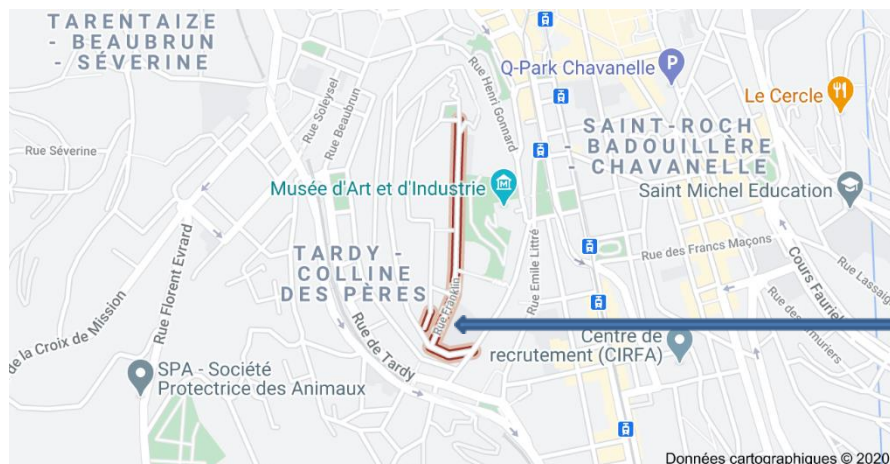 TARENTAIZE
- BEAUBRUN
- SÉVERINE
Rue Soleysel
Rue Beaubrun
Rue Henri Gonnard
Q-Park Chavanelle
Le Cercle
Rue Séverine
SAINT-ROCH
- BADOUILLÈRE -
CHAVANELLE
Musée d'Art et d'Industrie
Saint Michel Education
Rue Florent Evrard
TARDY -
COLLINE
DES PÈRES
Rue Emile Littré
Rue des Francs Maçons
Cours Fauriel
Rue Lassaig
Rue Franklin
de la Croix de Mission
Rue de Tardy
Rue des Armuriers
Centre de
recrutement (CIRFA)
SPA - Société
Protectrice des Animaux
Données cartographiques © 2020